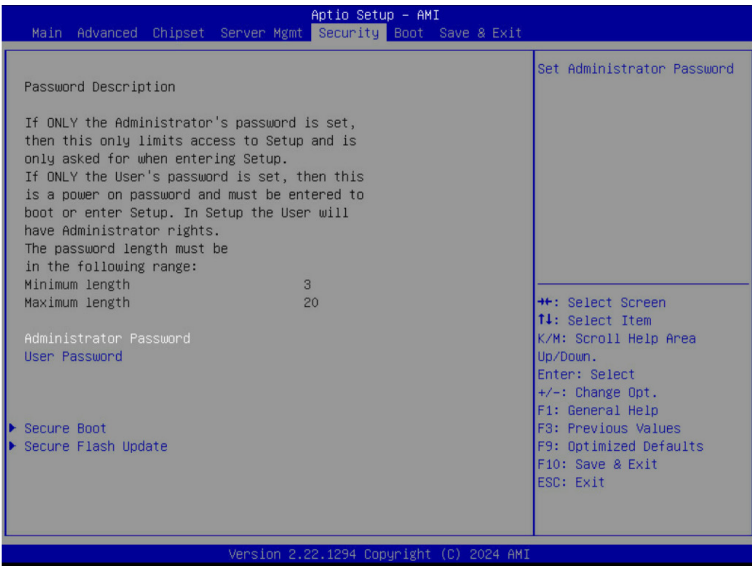 Aptio Setup – AMI
Main Advanced Chipset Server Mgmt Security Boot Save & Exit
Password Description
If ONLY the Administrator's password is set,
then this only limits access to Setup and is
only asked for when entering Setup.
If ONLY the User's password is set, then this
is a power on password and must be entered to
boot or enter Setup. In Setup the User will
have Administrator rights.
The password length must be
in the following range:
Minimum length 3
Maximum length 20
Administrator Password
User Password
Secure Boot
Secure Flash Update
Set Administrator Password
→←: Select Screen
↑↓: Select Item
K/M: Scroll Help Area
Up/Down.
Enter: Select
+/-: Change Opt.
F1: General Help
F3: Previous Values
F9: Optimized Defaults
F10: Save & Exit
ESC: Exit
Version 2.22.1294 Copyright (C) 2024 AMI